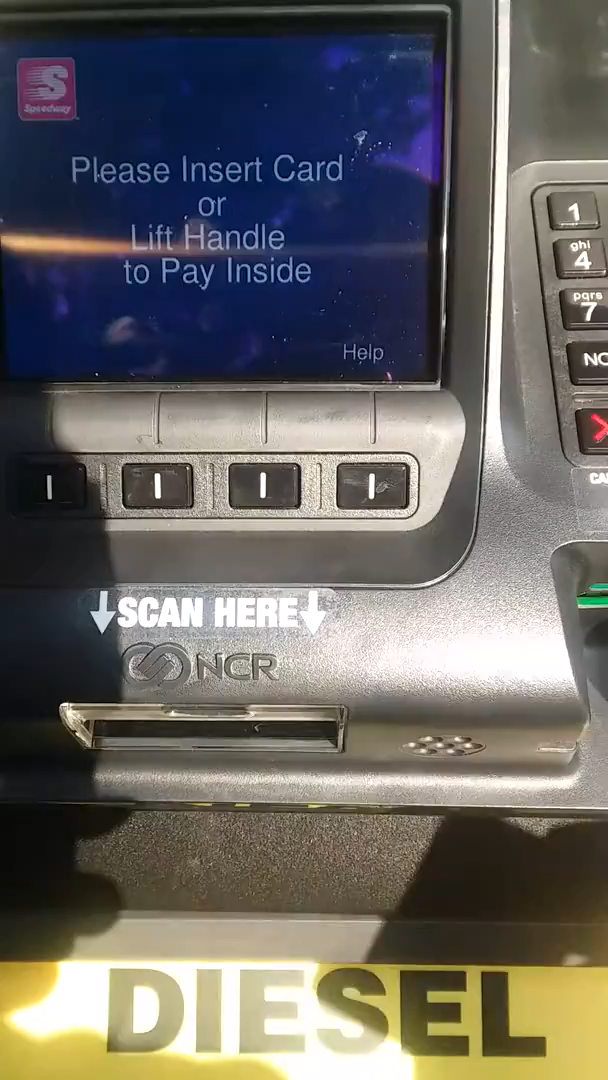 S
Speedway
Please Insert Card
or
Lift Handle
to Pay Inside
Help
1
ghi
4
pqrs
7
NO
CA
SCAN HERE
NCR
DIESEL